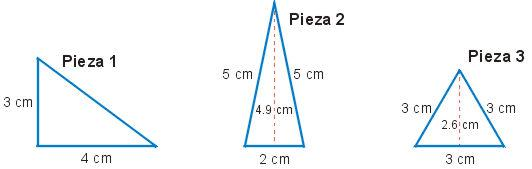 Pieza 1
3 cm
4 cm
Pieza 2
5 cm
5 cm
4.9 cm
2 cm
Pieza 3
3 cm
3 cm
2.6 cm
3 cm